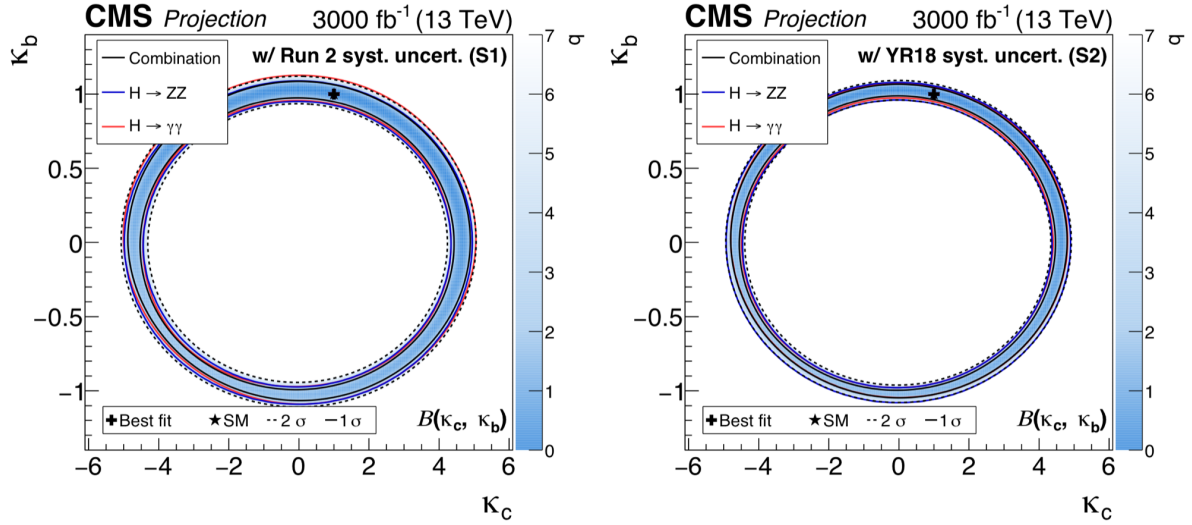 CMS Projection 3000 fb⁻¹ (13 TeV)
κb
w/ Run 2 syst. uncert. (S1)
Combination
H → ZZ
H → γγ
1
0.5
0
−0.5
−1
7
6
5
4
3
2
1
0
q
✚Best fit ★SM --2 σ —1 σ
B(κc, κb)
−6 −4 −2 0 2 4 6
κc
CMS Projection 3000 fb⁻¹ (13 TeV)
κb
w/ YR18 syst. uncert. (S2)
Combination
H → ZZ
H → γγ
1
0.5
0
−0.5
−1
7
6
5
4
3
2
1
0
q
✚Best fit ★SM --2 σ —1 σ
B(κc, κb)
−6 −4 −2 0 2 4 6
κc